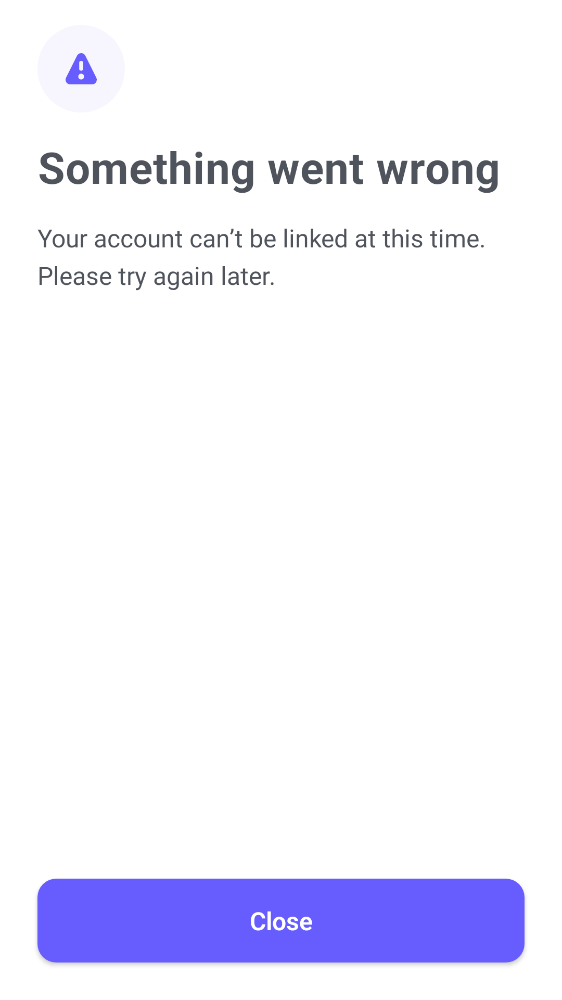 Something went wrong
Your account can’t be linked at this time.
Please try again later.
Close